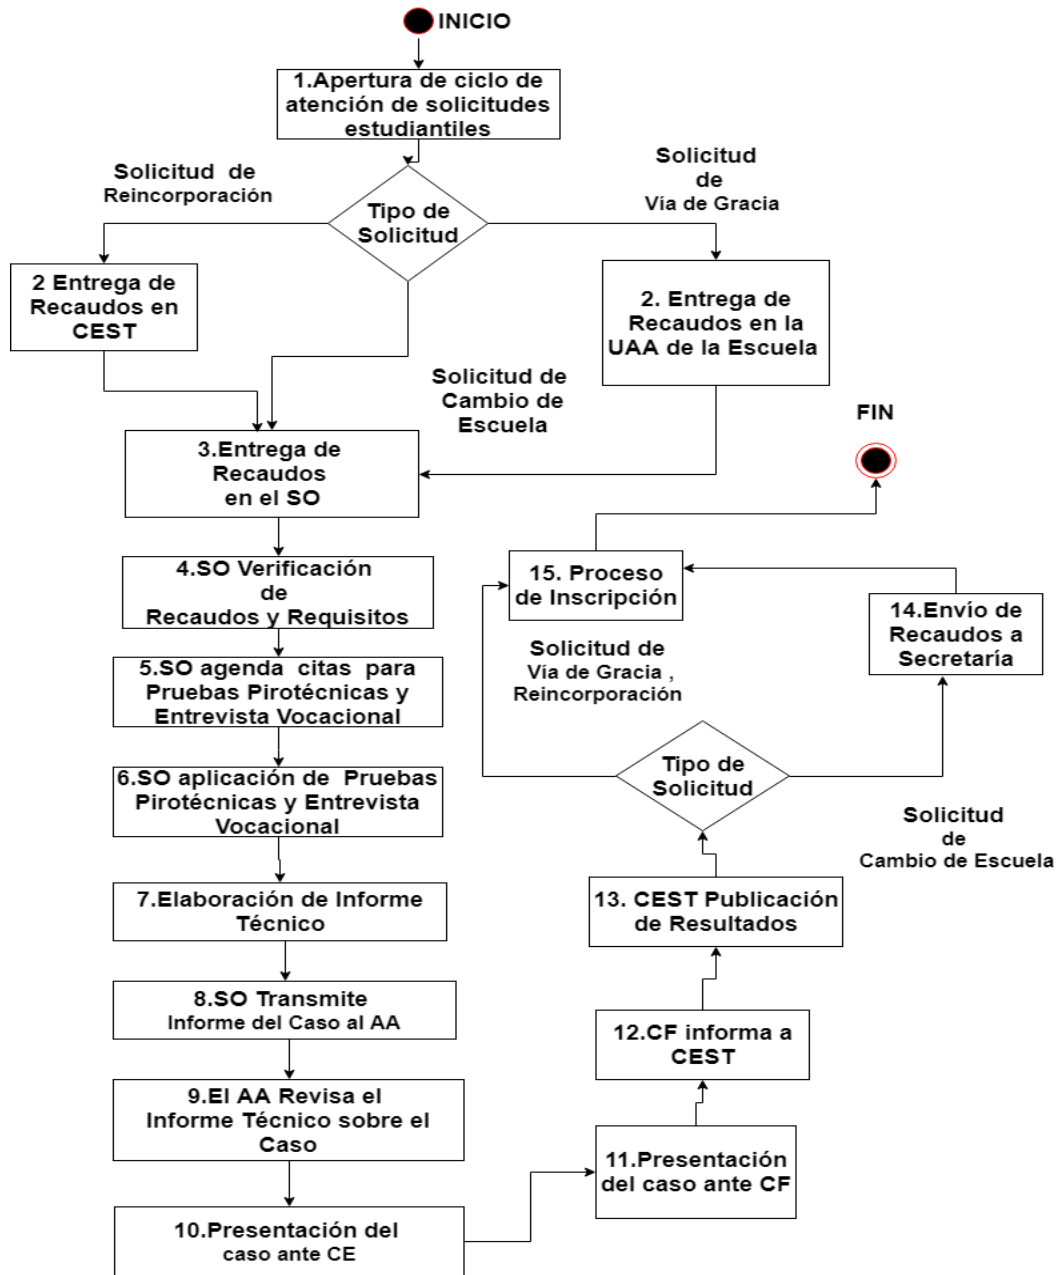 INICIO
1.Apertura de ciclo de
atención de solicitudes
estudiantiles
Solicitud de
Reincorporación
Tipo de
Solicitud
Solicitud
de
Vía de Gracia
2 Entrega de
Recaudos en
CEST
2. Entrega de
Recaudos en la
UAA de la Escuela
Solicitud de
Cambio de
Escuela
3.Entrega de
Recaudos
en el SO
4.SO Verificación
de
Recaudos y Requisitos
5.SO agenda citas para
Pruebas Pirotécnicas y
Entrevista Vocacional
6.SO aplicación de Pruebas
Pirotécnicas y Entrevista
Vocacional
7.Elaboración de Informe
Técnico
8.SO Transmite
Informe del Caso al AA
9.El AA Revisa el
Informe Técnico sobre el
Caso
10.Presentación del
caso ante CE
11.Presentación
del caso ante CF
12.CF informa a
CEST
13. CEST Publicación
de Resultados
Tipo de
Solicitud
Solicitud de
Vía de Gracia ,
Reincorporación
Solicitud
de
Cambio de Escuela
14.Envío de
Recaudos a
Secretaría
15. Proceso
de Inscripción
FIN